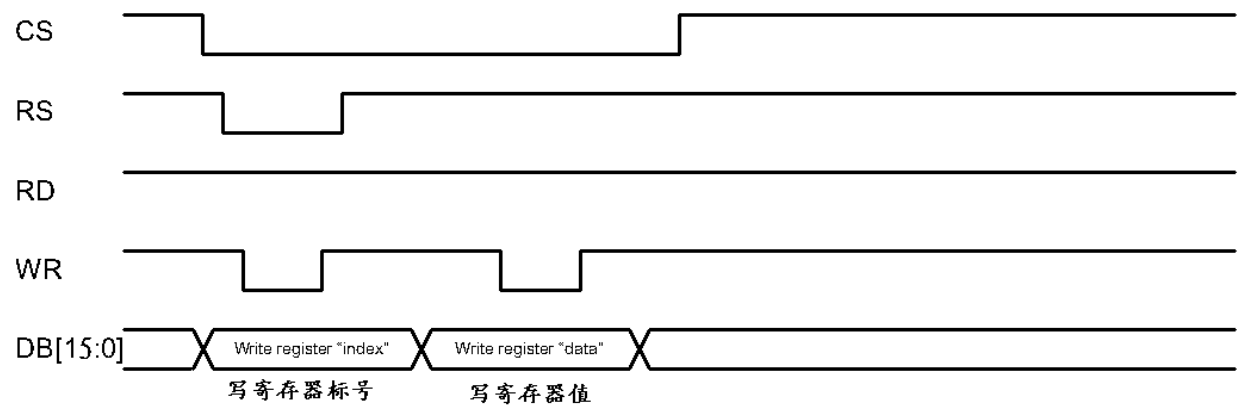 CS
RS
RD
WR
DB[15:0] Write register "index" Write register "data"
写寄存器标号 写寄存器值